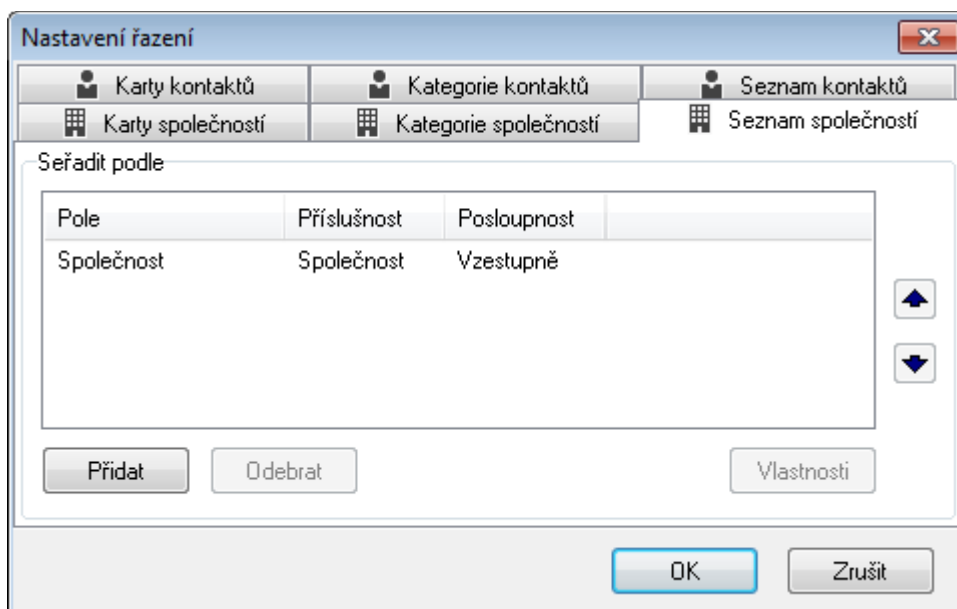 Nastavení řazení
Karty kontaktů Kategorie kontaktů Seznam kontaktů
Karty společností Kategorie společností Seznam společností
Seřadit podle
Pole Příslušnost Posloupnost
Společnost Společnost Vzestupně
Přidat Odebrat Vlastnosti
OK Zrušit